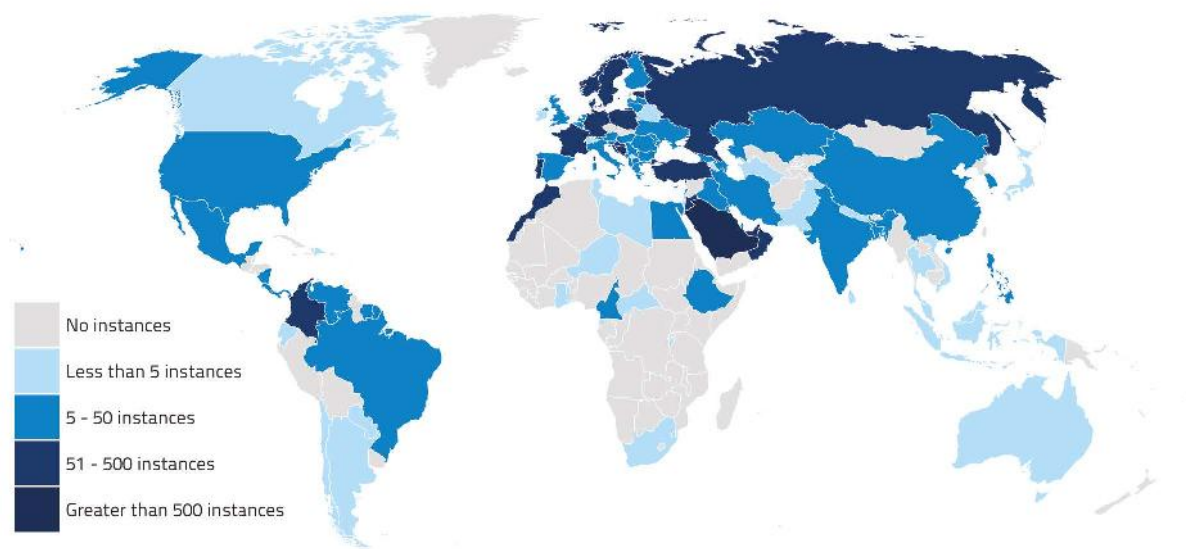 No instances
Less than 5 instances
5 - 50 instances
51 - 500 instances
Greater than 500 instances